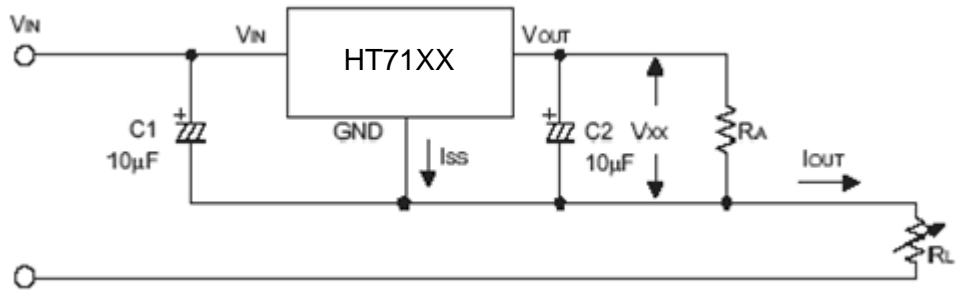 VIN
VIN
HT71XX
VOUT
GND
ISS
+
C1
10µF
+
C2
10µF
VXX
RA
IOUT
RL